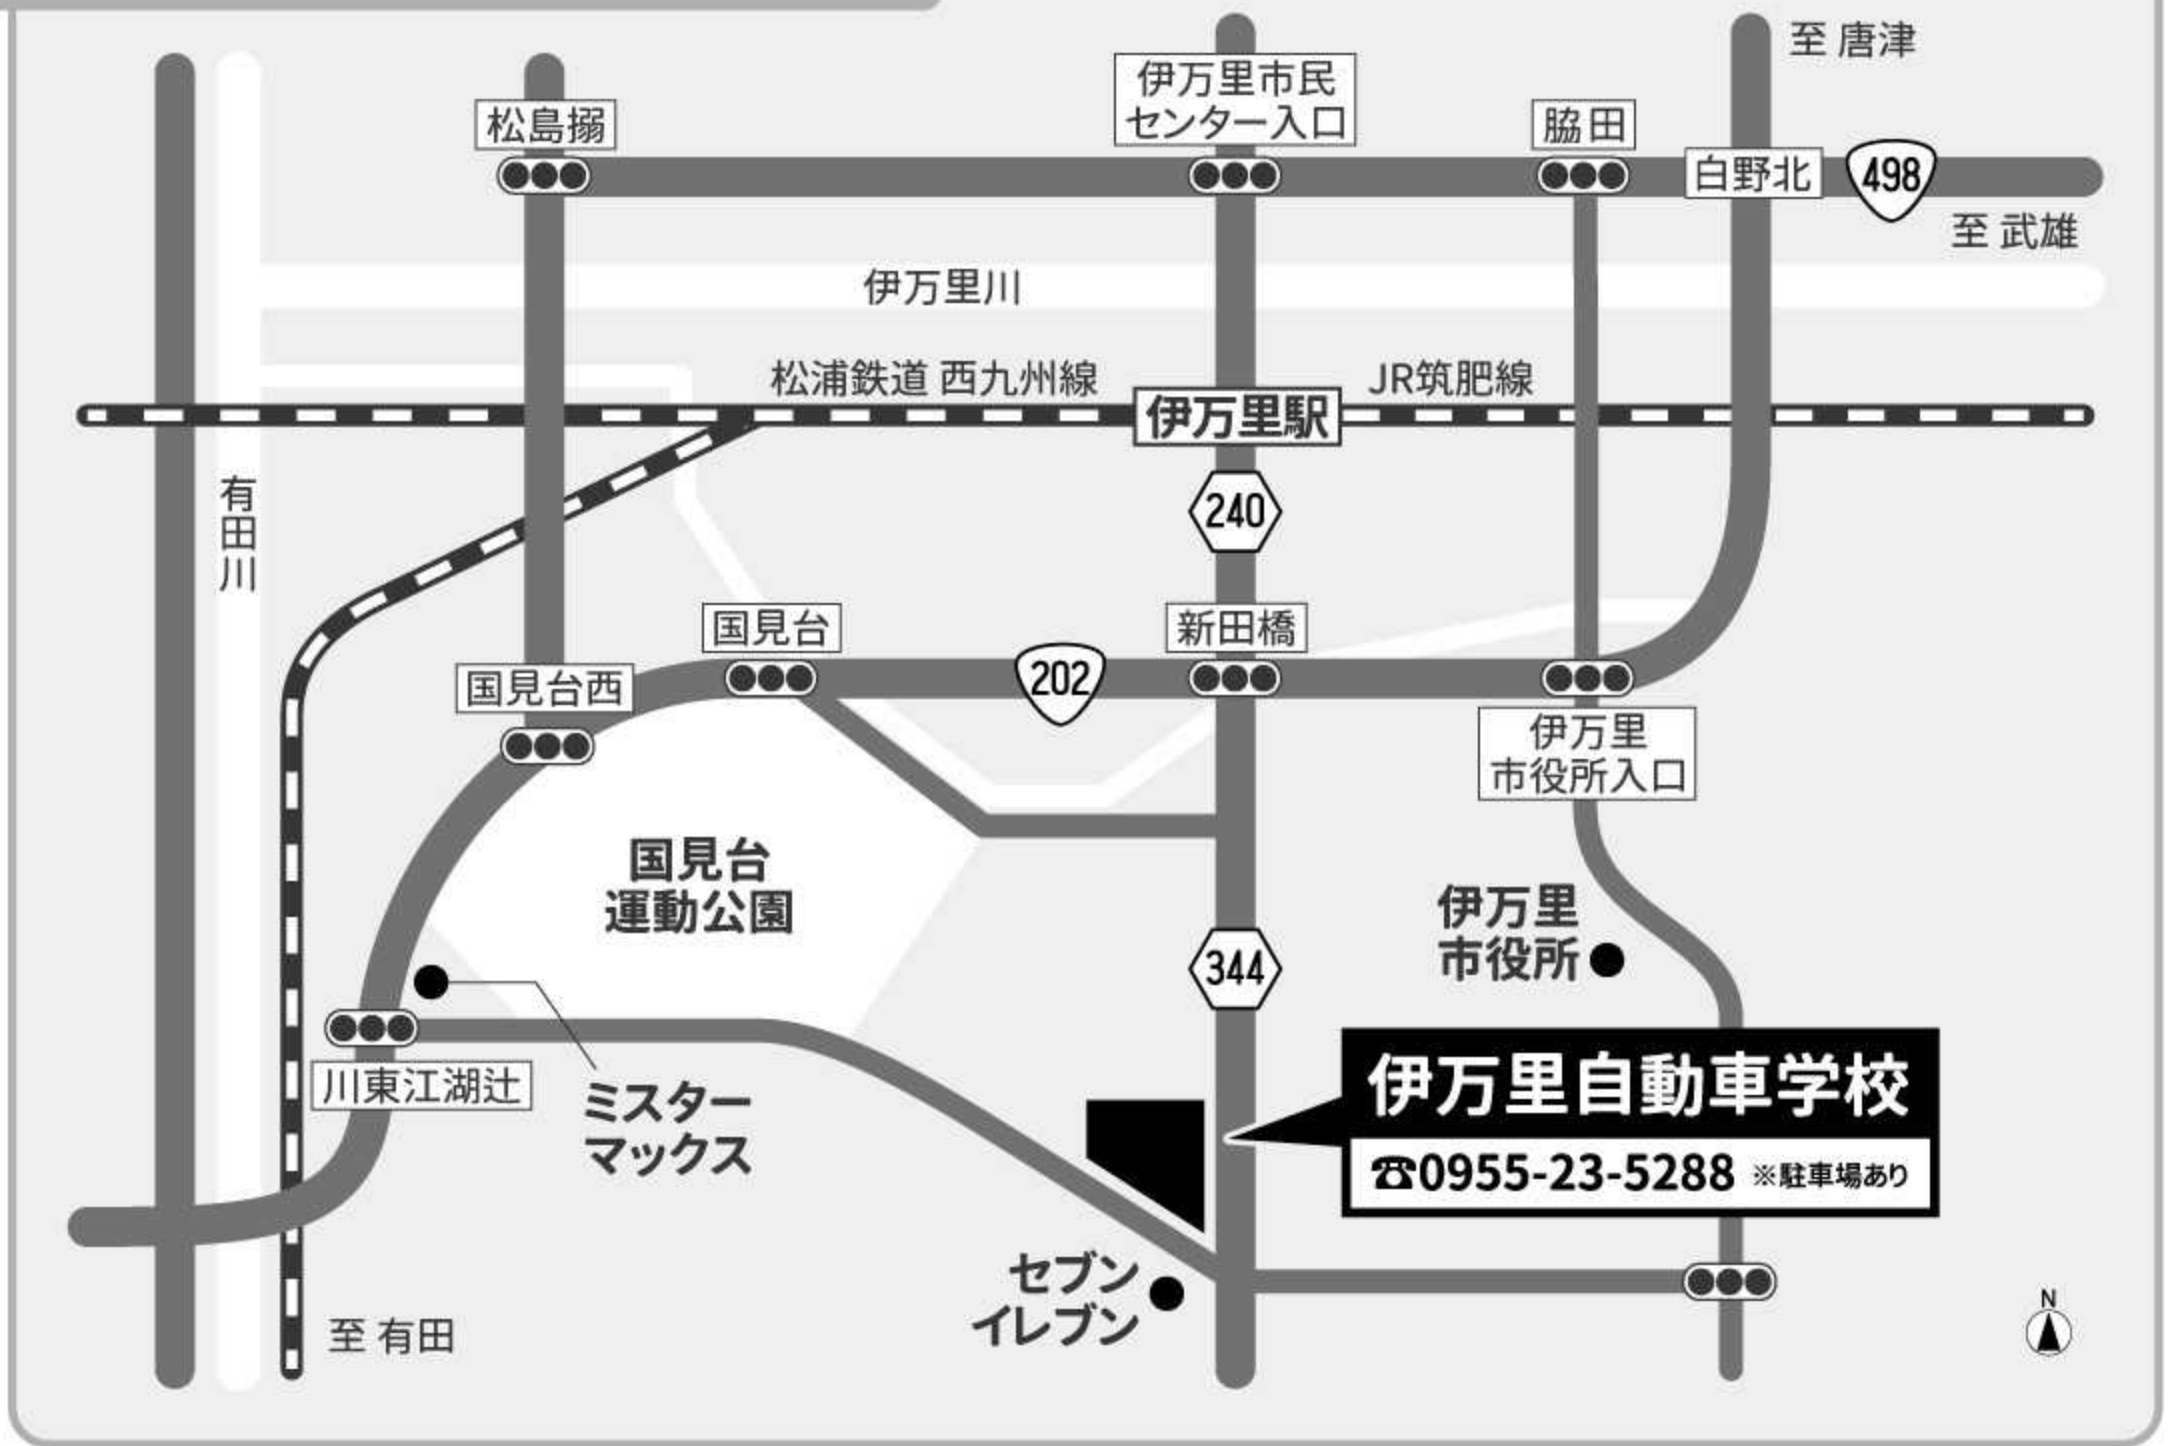 至 唐津
伊万里市民
センター入口
松島搦
脇田
白野北
498
至 武雄
伊万里川
松浦鉄道 西九州線
JR筑肥線
伊万里駅
240
有田川
国見台
新田橋
国見台西
202
伊万里
市役所入口
国見台
運動公園
伊万里
市役所
344
川東江湖辻
ミスター
マックス
伊万里自動車学校
☎0955-23-5288 ※駐車場あり
セブン
イレブン
至 有田
N